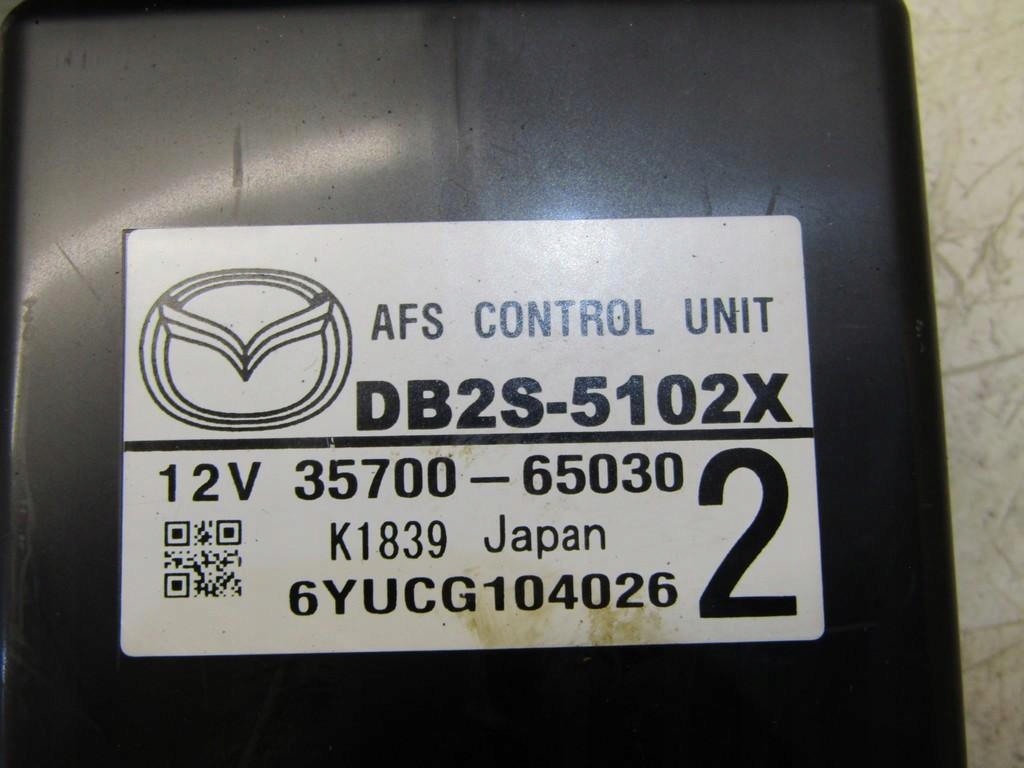 AFS CONTROL UNIT
DB2S-5102X
12V 35700-65030
2
K1839 Japan
6YUCG104026